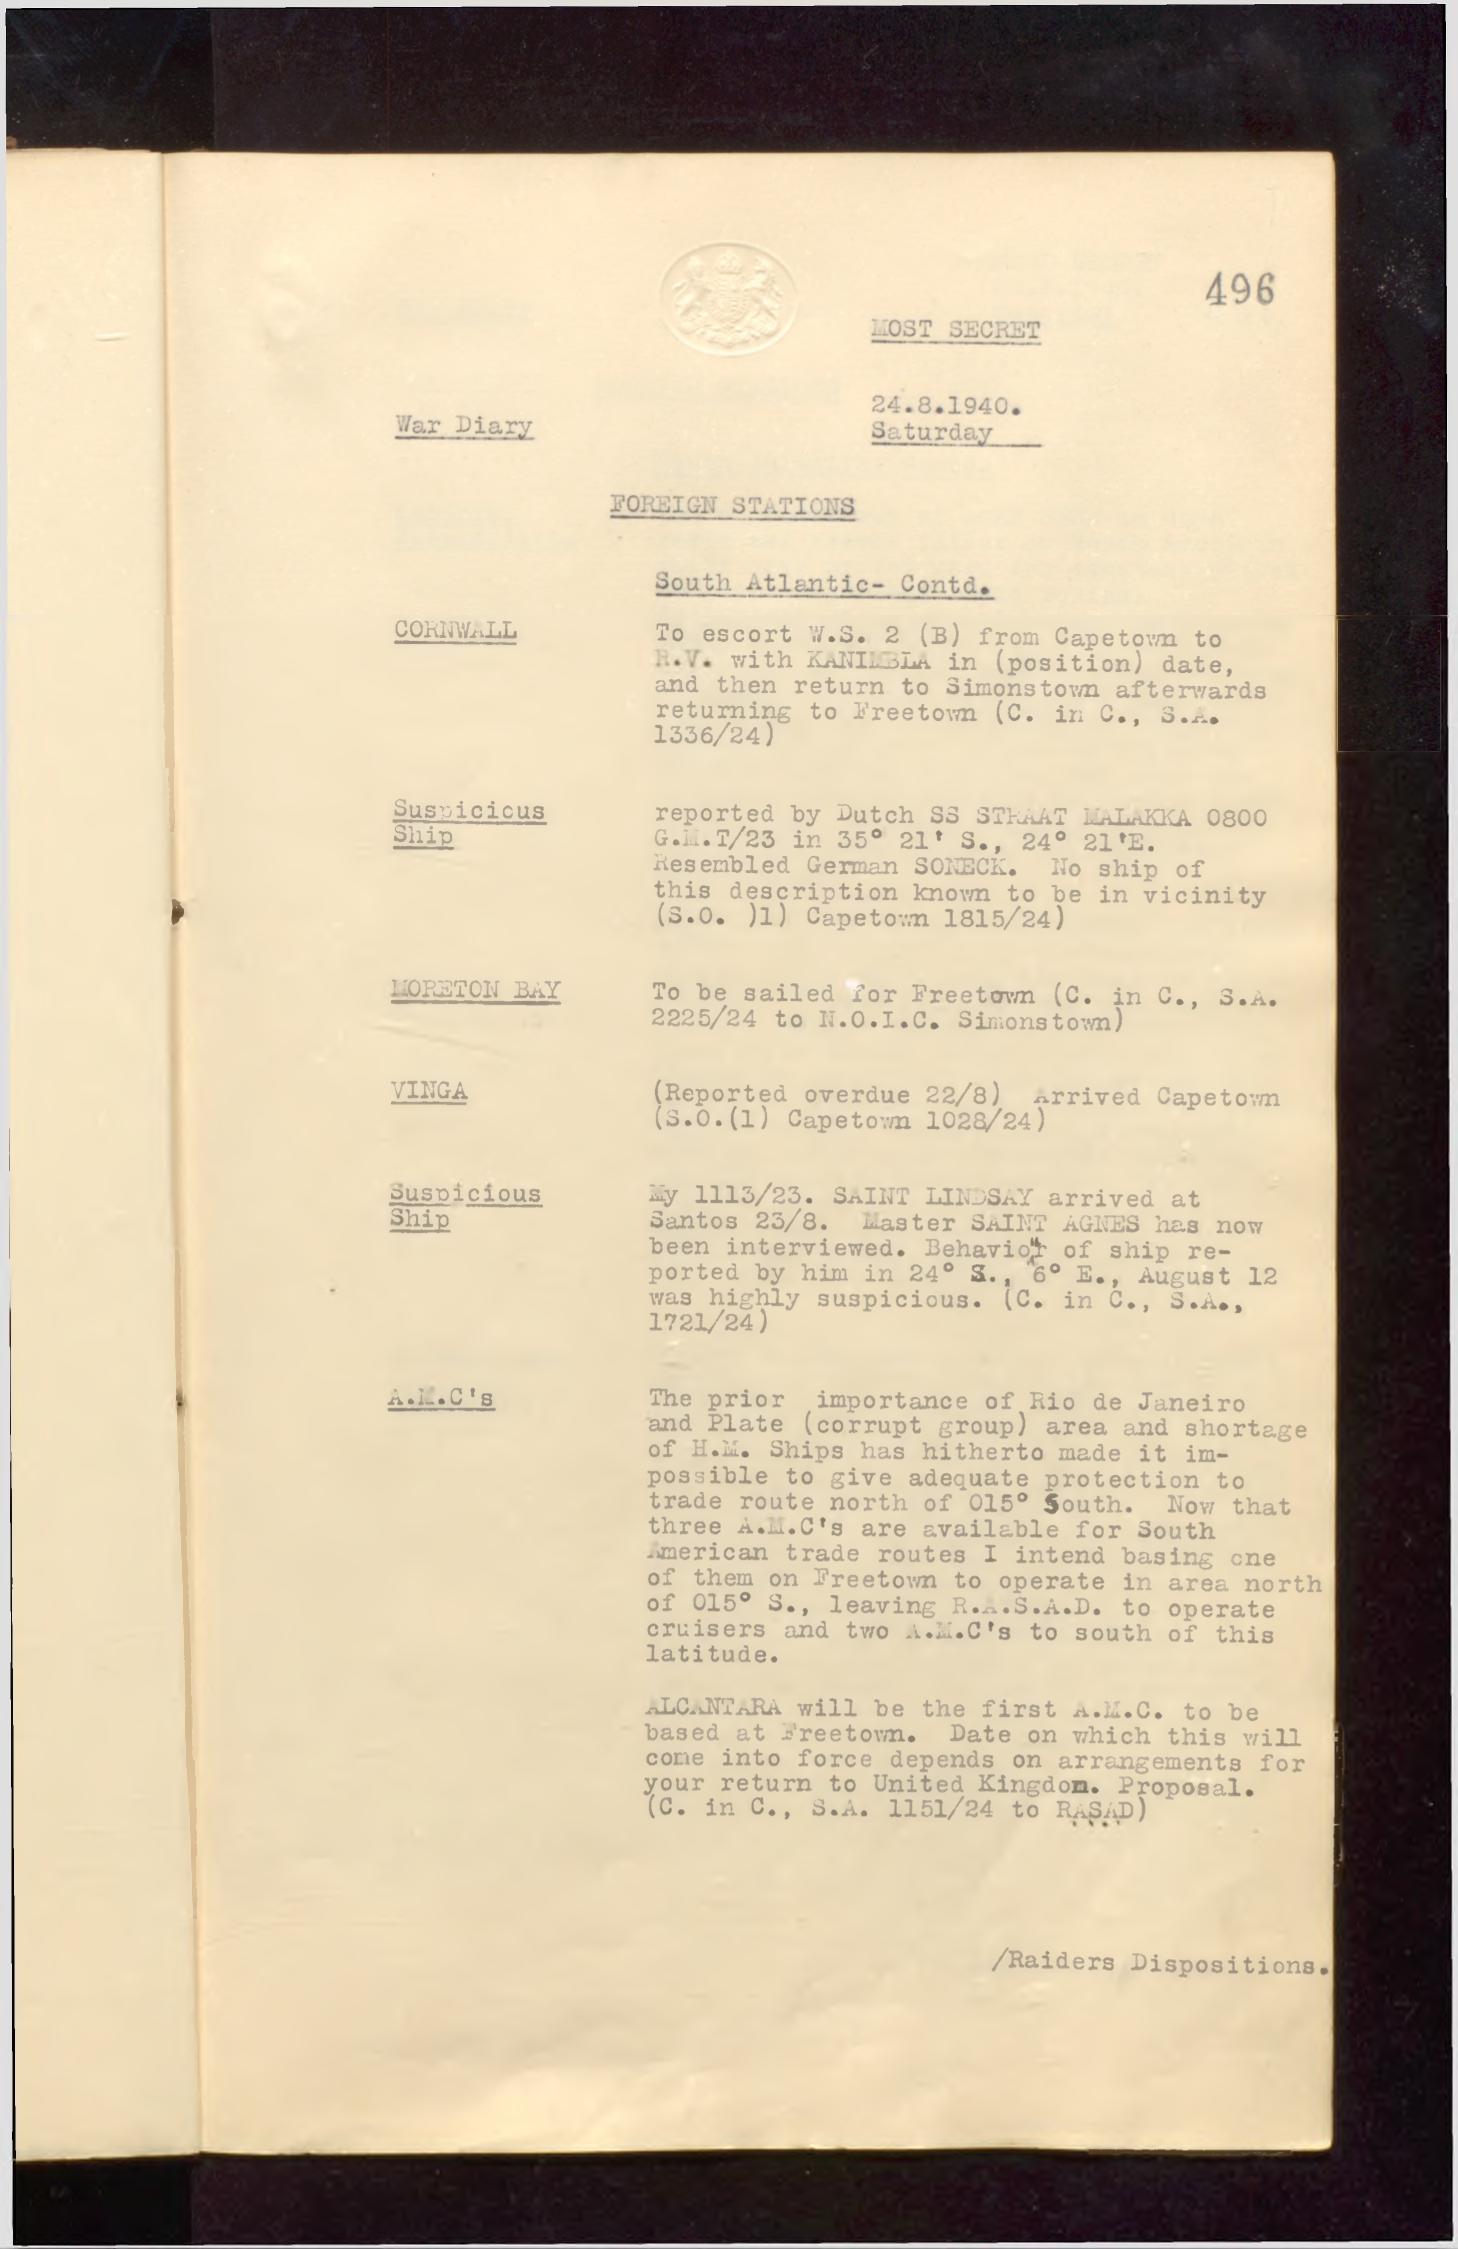 496
MOST SECRET
24.8.1940.
War Diary
Saturday
FOREIGN STATIONS
South Atlantic- Contd.
CORNWALL
To escort W.S. 2 (B) from Capetown to
R.V. with KANIMBLA in (position) date,
and then return to Simonstown afterwards
returning to Freetown (C. in C., S.A.
1336/24)
Suspicious
Ship
reported by Dutch SS STRAAT MALAKKA 0800
G.M.T/23 in 35° 21' S., 24° 21'E.
Resembled German SONECK. No ship of
this description known to be in vicinity
(S.O. )1) Capetown 1815/24)
MORETON BAY
To be sailed for Freetown (C. in C., S.A.
2225/24 to N.O.I.C. Simonstown)
VINGA
(Reported overdue 22/8) Arrived Capetown
(S.O.(1) Capetown 1028/24)
Suspicious
Ship
My 1113/23. SAINT LINDSAY arrived at
Santos 23/8. Master SAINT AGNES has now
been interviewed. Behaviour of ship re-
ported by him in 24° S., 6° E., August 12
was highly suspicious. (C. in C., S.A.,
1721/24)
A.M.C's
The prior importance of Rio de Janeiro
and Plate (corrupt group) area and shortage
of H.M. Ships has hitherto made it im-
possible to give adequate protection to
trade route north of 015° South. Now that
three A.M.C's are available for South
American trade routes I intend basing one
of them on Freetown to operate in area north
of 015° S., leaving R.A.S.A.D. to operate
cruisers and two A.M.C's to south of this
latitude.
ALCANTARA will be the first A.M.C. to be
based at Freetown. Date on which this will
come into force depends on arrangements for
your return to United Kingdom. Proposal.
(C. in C., S.A. 1151/24 to RASAD)
/Raiders Dispositions.